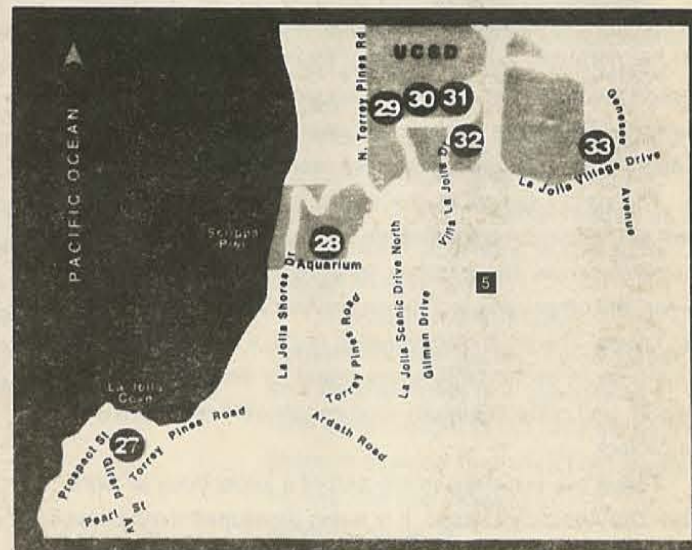 PACIFIC OCEAN
N. Torrey Pines Rd
UCSD
29
30
31
32
33
Genesee
Avenue
La Jolla Village Drive
Villa La Jolla Dr
Scripps
Pier
28
Aquarium
La Jolla Shores Dr
Torrey Pines Road
La Jolla Scenic Drive North
Gilman Drive
5
Ardath Road
La Jolla
Cove
27
Prospect St
Girard Av
Torrey Pines Road
Pearl St